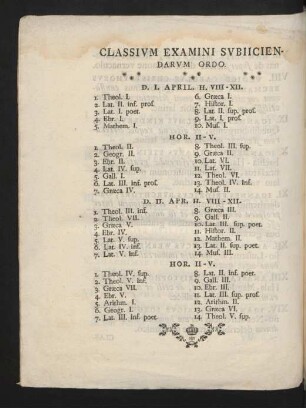 CLASSIVM EXAMINI SVBIICIEN-
DARVM ORDO.
D. I. APRIL. H. VIII-XII.
1. Theol. I.
2. Lat. II. inf. prof.
3. Lat. I. poet.
4. Ebr. I.
5. Mathem. I.
6. Græca I.
7. Histor. I.
8. Lat. II. sup. prof.
9. Lat. I. prof.
10. Mus. I.
HOR. II-V.
1. Theol. II.
2. Geogr. II.
3. Ebr. II.
4. Lat. IV. sup.
5. Gall. I.
6. Lat. III. inf. prof.
7. Græca IV.
8. Theol. III. sup.
9. Græca II.
10. Lat. VI.
11. Lat. VII.
12. Theol. VI.
13. Theol. IV. Inf.
14. Mus. II.
D. II. APR. H. VIII-XII.
1. Theol. III. inf.
2. Theol. VII.
3. Græca V.
4. Ebr. IV.
5. Lat. V. sup.
6. Lat. IV. inf.
7. Lat. V. inf.
8. Græca III.
9. Gall. II.
10. Lat. III. sup. poet.
11. Histor. II.
12. Mathem. II.
13. Lat. II. sup. poet.
14. Mus. III.
HOR. II-V.
1. Theol. IV. sup.
2. Theol. V. inf.
3. Græca VII.
4. Ebr. V.
5. Arithm. I.
6. Geogr. I.
7. Lat. III. inf. poet.
8. Lat. II. inf. poet.
9. Gall. III.
10. Ebr. III.
11. Lat. III. sup. prof.
12. Arithm. II.
13. Græca VI.
14. Theol. V. sup.